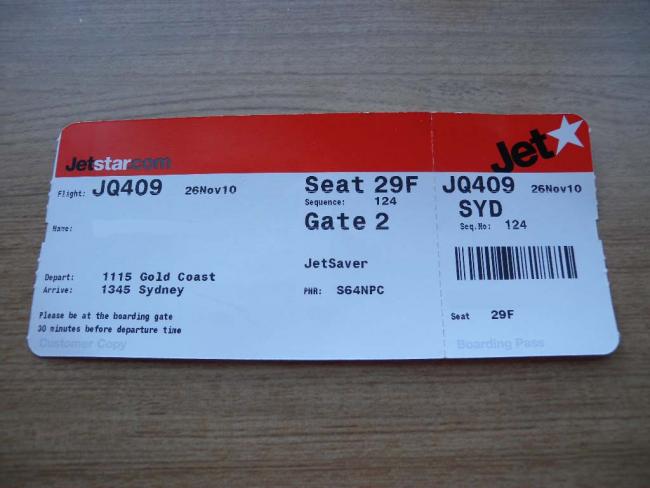 Jetstar.com
Flight: JQ409 26Nov10
Name:
Depart: 1115 Gold Coast
Arrive: 1345 Sydney
Please be at the boarding gate
30 minutes before departure time
Customer Copy
Seat 29F
Sequence: 124
Gate 2
JetSaver
PNR: S64NPC
Jet
JQ409 26Nov10
SYD
Seq.No: 124
Seat 29F
Boarding Pass